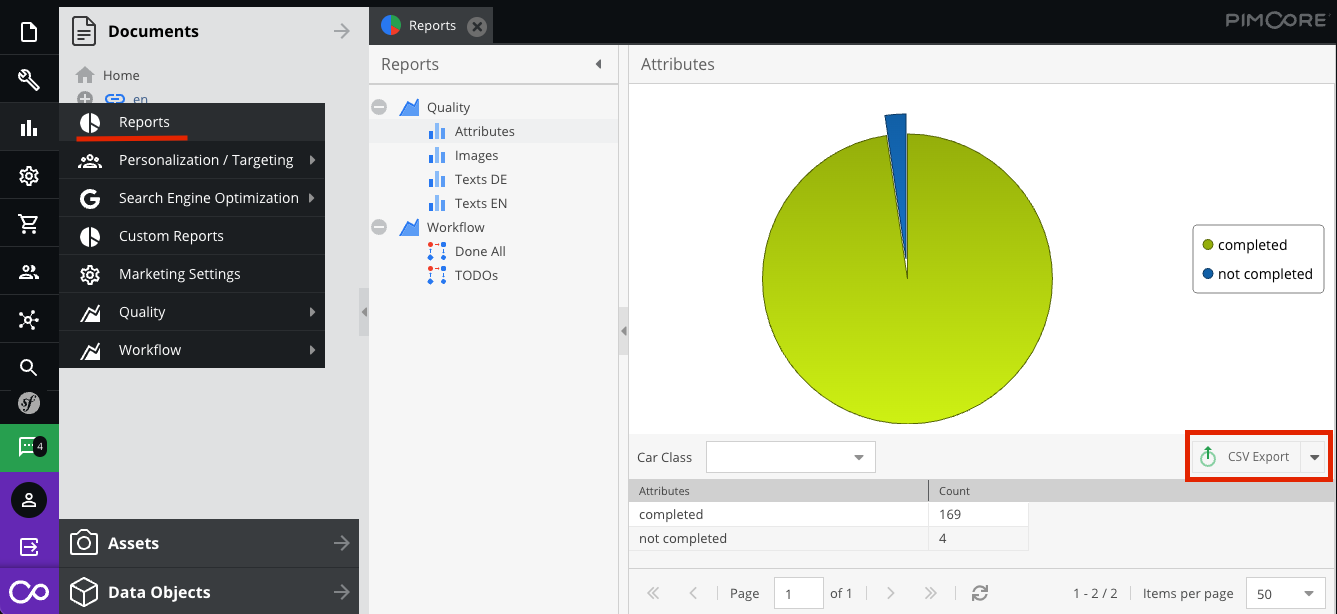 Documents
Home
en
Reports
Personalization / Targeting
Search Engine Optimization
Custom Reports
Marketing Settings
Quality
Workflow
sf
4
Assets
Data Objects
Reports
PIMCORE
Reports
Quality
Attributes
Images
Texts DE
Texts EN
Workflow
Done All
TODOs
Attributes
completed
not completed
Car Class
CSV Export
Attributes Count
completed 169
not completed 4
Page 1 of 1
1 - 2 / 2
Items per page 50